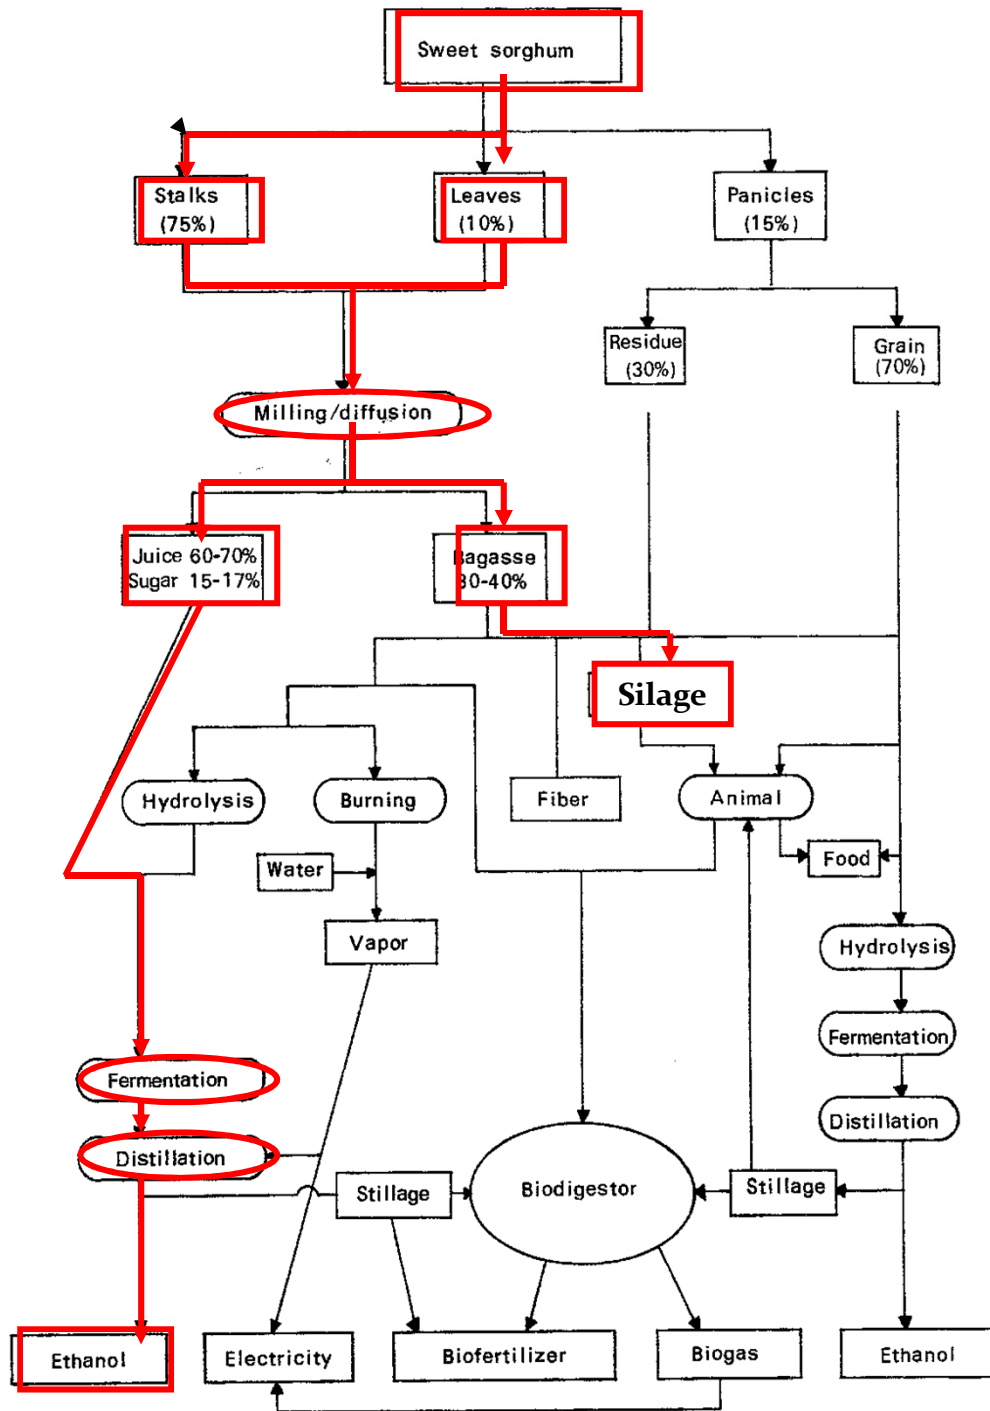 Sweet sorghum
Stalks
(75%)
Leaves
(10%)
Panicles
(15%)
Residue
(30%)
Grain
(70%)
Milling/diffusion
Juice 60-70%
Sugar 15-17%
Bagasse
30-40%
Silage
Hydrolysis
Burning
Fiber
Animal
Water
Food
Vapor
Hydrolysis
Fermentation
Fermentation
Distillation
Distillation
Stillage
Biodigestor
Stillage
Ethanol
Electricity
Biofertilizer
Biogas
Ethanol